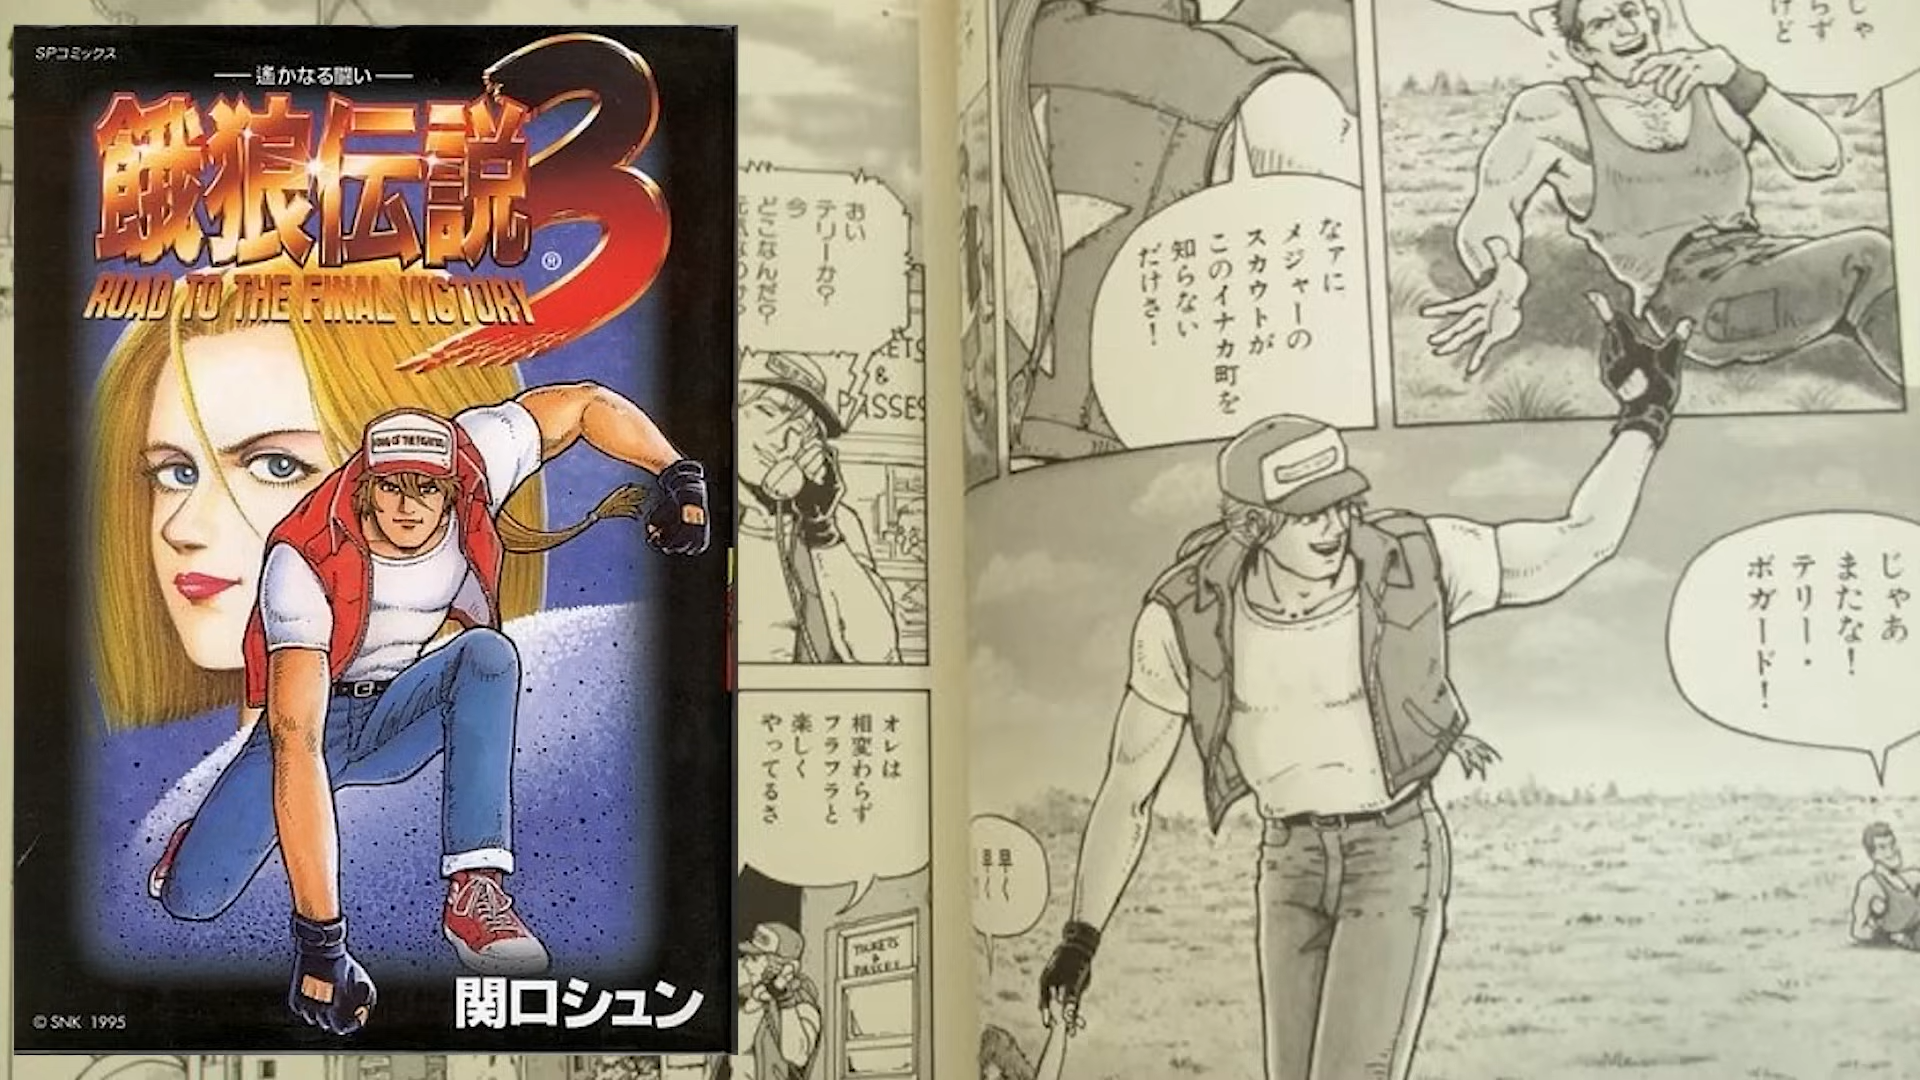 SPコミックス
遙かなる闘い
餓狼伝説3
®
ROAD TO THE FINAL VICTORY
関口シュン
© SNK 1995
なァに
メジャーの
スカウトが
このイナカ町を
知らない
だけさ!
?
じゃあ
またな!
テリー・
ボガード!
早く
早く
おい
テリーか?
今
どこなんだ?
&
PASSES
オレは
相変わらず
フラフラと
楽しく
やってるさ
TICKETS
&
PASSES